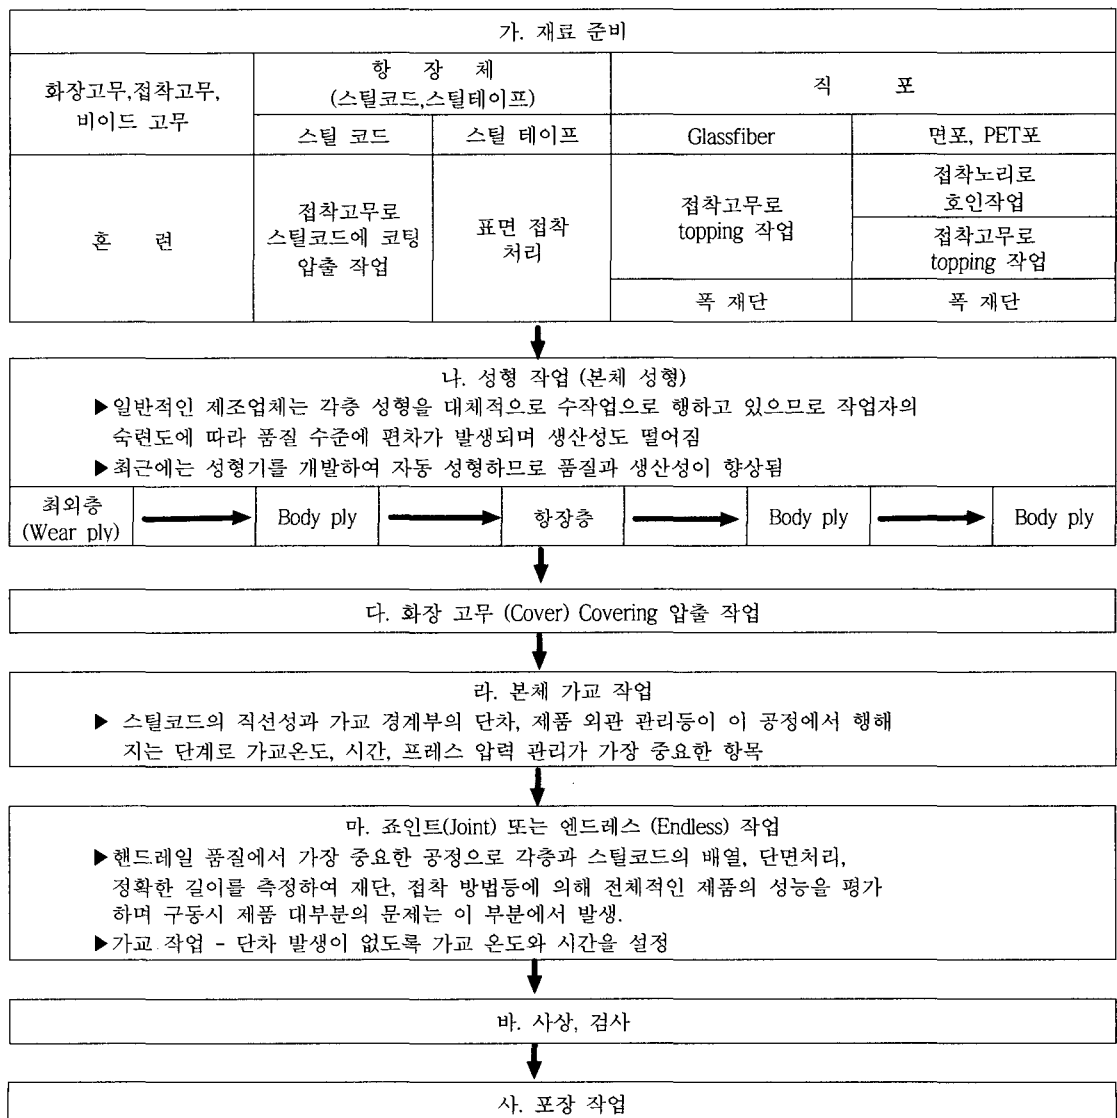 가. 재료 준비
화장고무,접착고무,
비이드 고무
항 장 체
(스틸코드,스틸테이프)
직 포
스틸 코드
스틸 테이프
Glassfiber
면포, PET포
혼 련
접착고무로
스틸코드에 코팅
압출 작업
표면 접착
처리
접착고무로
topping 작업
접착노리로
호인작업
접착고무로
topping 작업
폭 재단
폭 재단
나. 성형 작업 (본체 성형)
▶일반적인 제조업체는 각층 성형을 대체적으로 수작업으로 행하고 있으므로 작업자의
숙련도에 따라 품질 수준에 편차가 발생되며 생산성도 떨어짐
▶최근에는 성형기를 개발하여 자동 성형하므로 품질과 생산성이 향상됨
최외층
(Wear ply)
Body ply
항장층
Body ply
Body ply
다. 화장 고무 (Cover) Covering 압출 작업
라. 본체 가교 작업
▶ 스틸코드의 직선성과 가교 경계부의 단차, 제품 외관 관리등이 이 공정에서 행해
지는 단계로 가교온도, 시간, 프레스 압력 관리가 가장 중요한 항목
마. 죠인트(Joint) 또는 엔드레스 (Endless) 작업
▶핸드레일 품질에서 가장 중요한 공정으로 각층과 스틸코드의 배열, 단면처리,
정확한 길이를 측정하여 재단, 접착 방법등에 의해 전체적인 제품의 성능을 평가
하며 구동시 제품 대부분의 문제는 이 부분에서 발생.
▶가교 작업 - 단차 발생이 없도록 가교 온도와 시간을 설정
바. 사상, 검사
사. 포장 작업